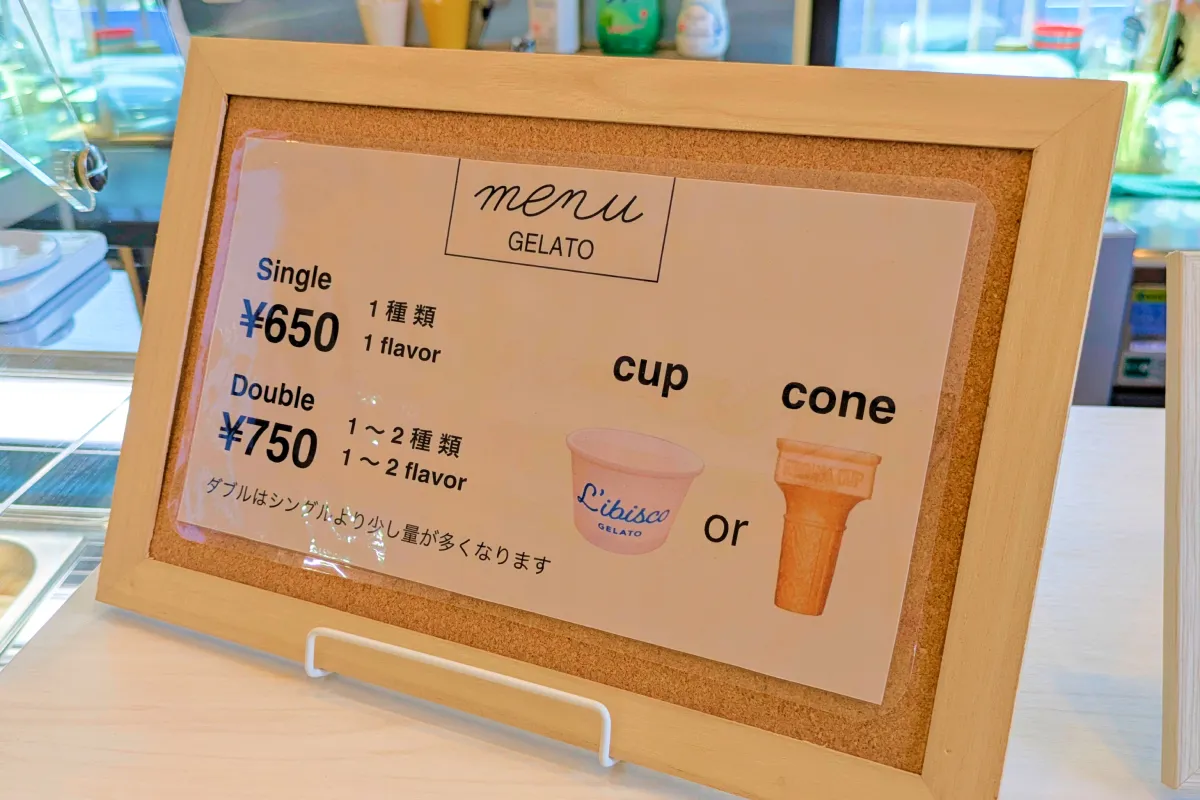 menu
GELATO
Single
¥650
1種類
1 flavor
Double
¥750
1〜2種類
1〜2 flavor
ダブルはシングルより少し量が多くなります
cup
cone
L'ibisco
GELATO
or